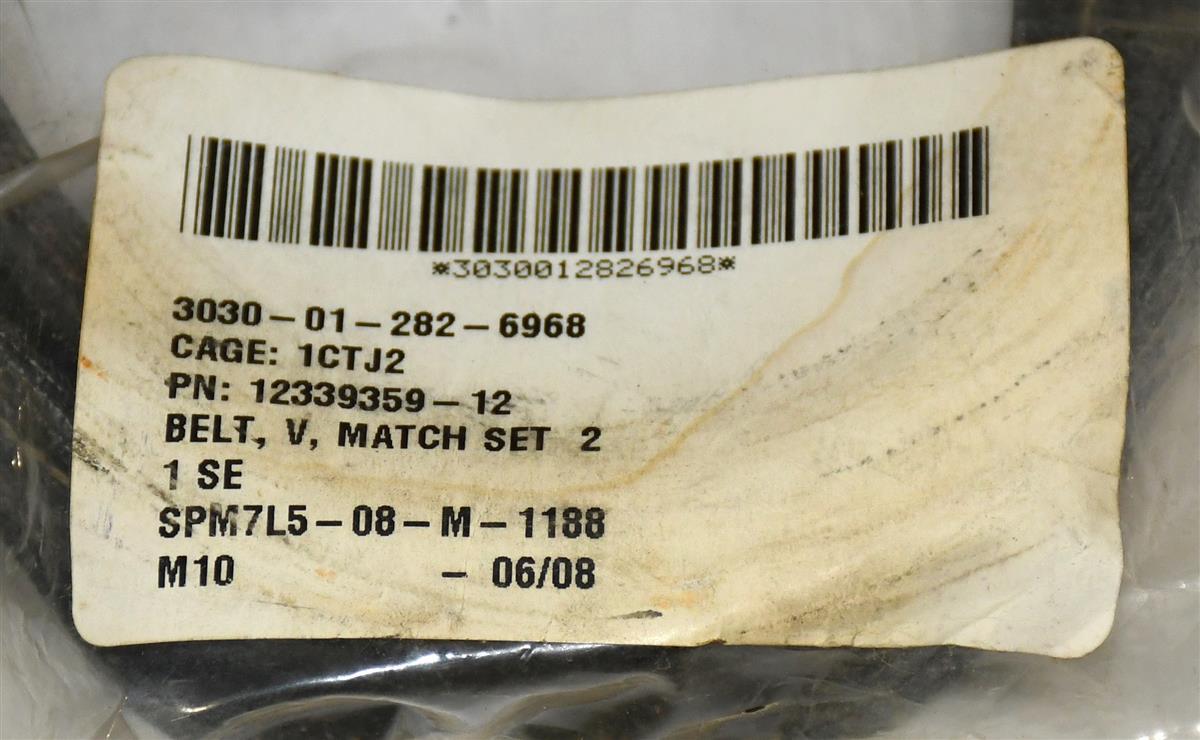 *3030012826968*
3030-01-282-6968
CAGE: 1CTJ2
PN: 12339359-12
BELT, V, MATCH SET 2
1 SE
SPM7L5-08-M-1188
M10 - 06/08